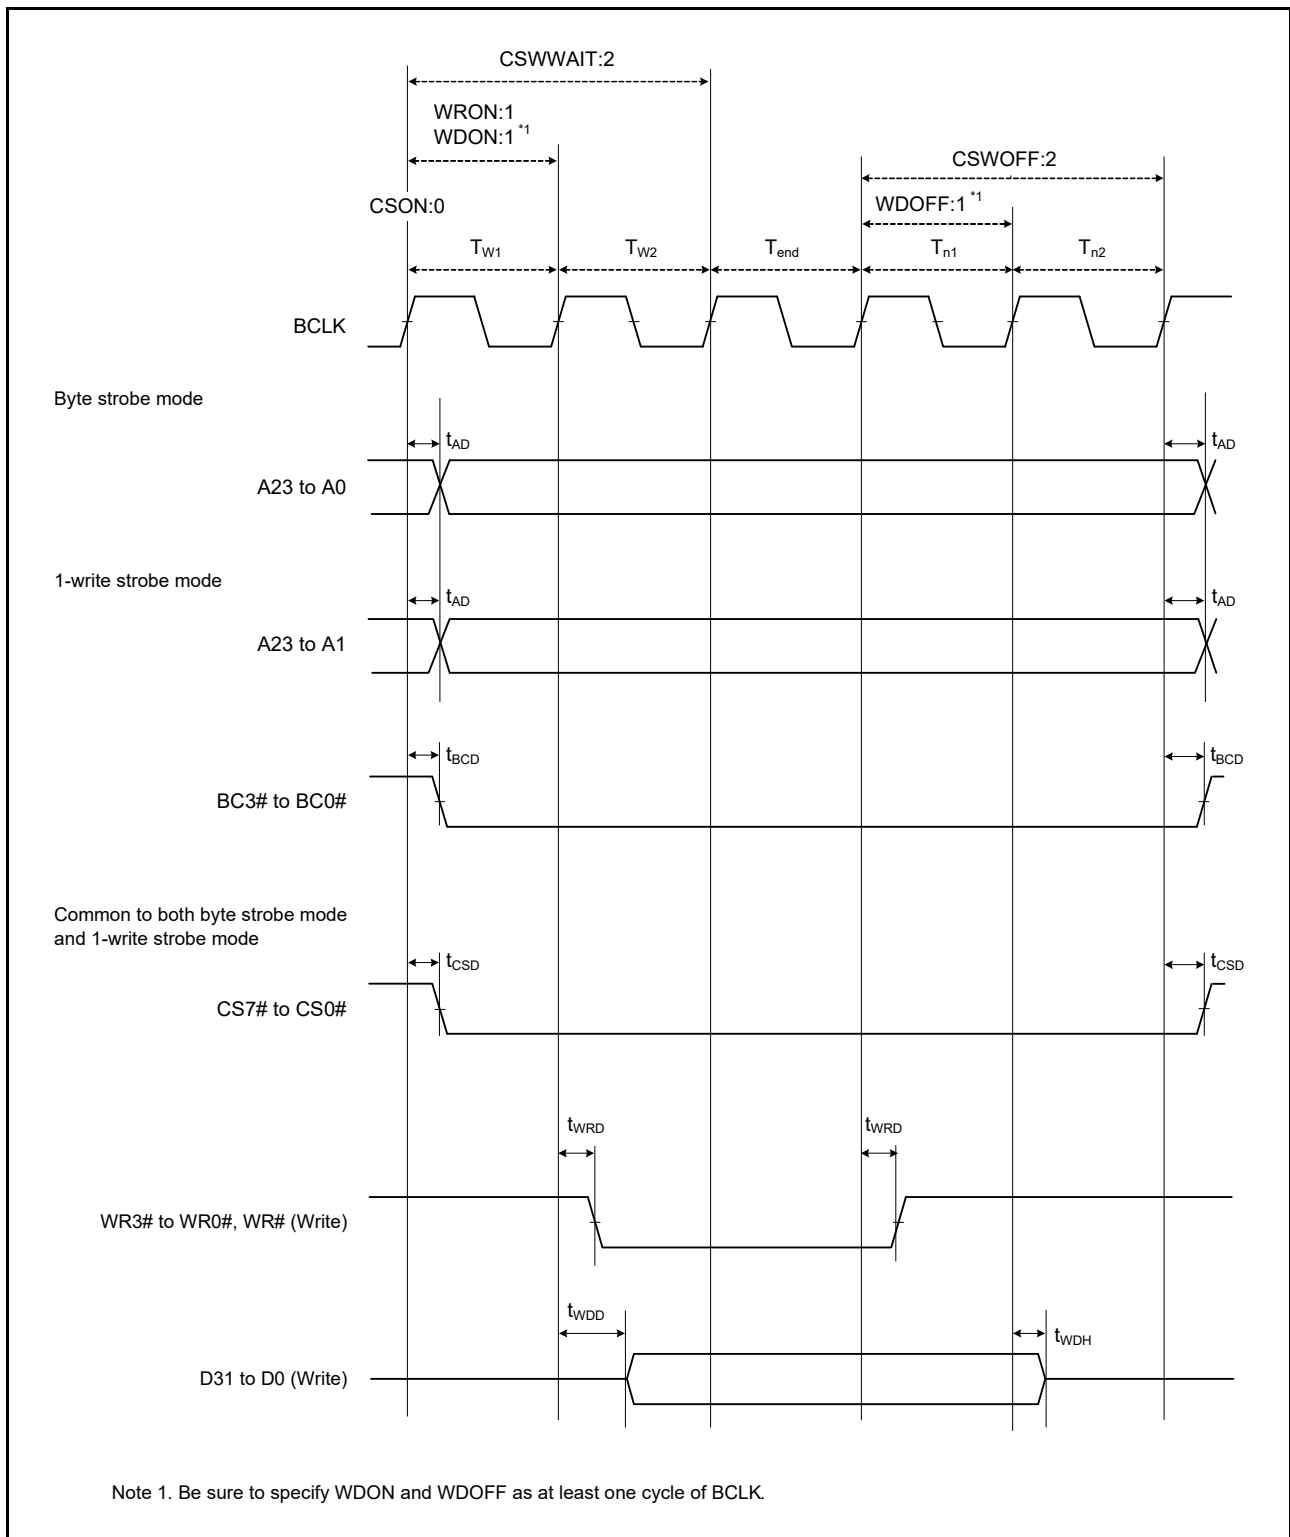 CSWWAIT:2
WRON:1
WDON:1 *1
CSWOFF:2
CSON:0
WDOFF:1 *1
TW1
TW2
Tend
Tn1
Tn2
BCLK
Byte strobe mode
tAD
tAD
A23 to A0
1-write strobe mode
tAD
tAD
A23 to A1
tBCD
tBCD
BC3# to BC0#
Common to both byte strobe mode
and 1-write strobe mode
tCSD
tCSD
CS7# to CS0#
tWRD
tWRD
WR3# to WR0#, WR# (Write)
tWDD
tWDH
D31 to D0 (Write)
Note 1. Be sure to specify WDON and WDOFF as at least one cycle of BCLK.